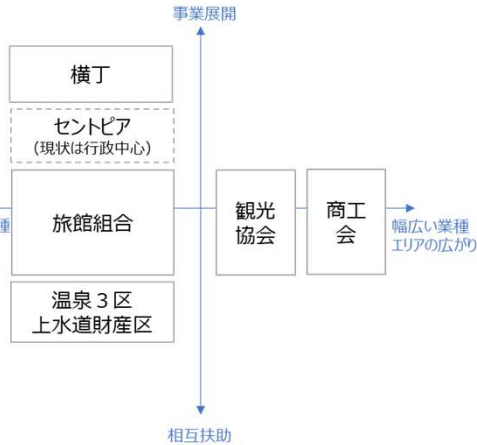 事業展開
横丁
セントピア
(現状は行政中心)
旅館組合
観光
協会
商工
会
種
幅広い業種
エリアの広がり
温泉３区
上水道財産区
相互扶助